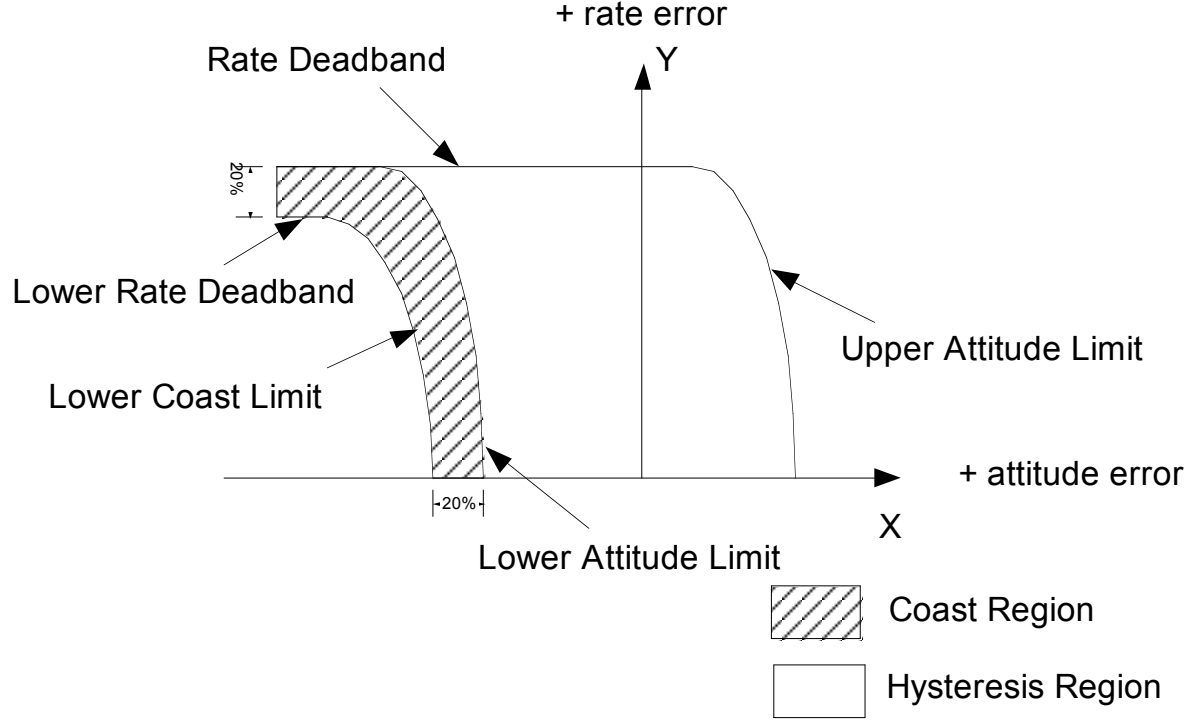 + rate error
Rate Deadband
Y
20%
Lower Rate Deadband
Upper Attitude Limit
Lower Coast Limit
+ attitude error
20%
X
Lower Attitude Limit
Coast Region
Hysteresis Region